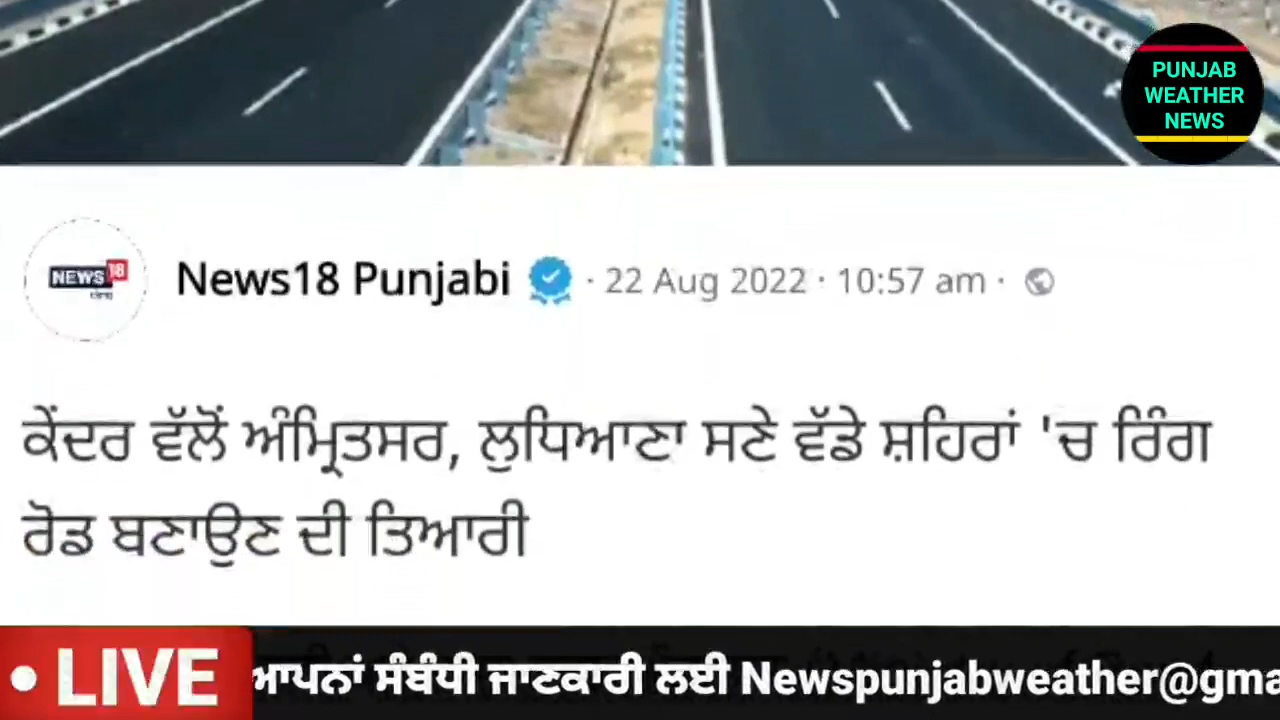 PUNJAB
WEATHER
NEWS
NEWS18
ਪੰਜਾਬੀ
News18 Punjabi · 22 Aug 2022 · 10:57 am ·
ਕੇਂਦਰ ਵੱਲੋਂ ਅੰਮ੍ਰਿਤਸਰ, ਲੁਧਿਆਣਾ ਸਣੇ ਵੱਡੇ ਸ਼ਹਿਰਾਂ 'ਚ ਰਿੰਗ
ਰੋਡ ਬਣਾਉਣ ਦੀ ਤਿਆਰੀ
• LIVE ਆਪਨਾਂ ਸੰਬੰਧੀ ਜਾਣਕਾਰੀ ਲਈ Newspunjabweather@gma